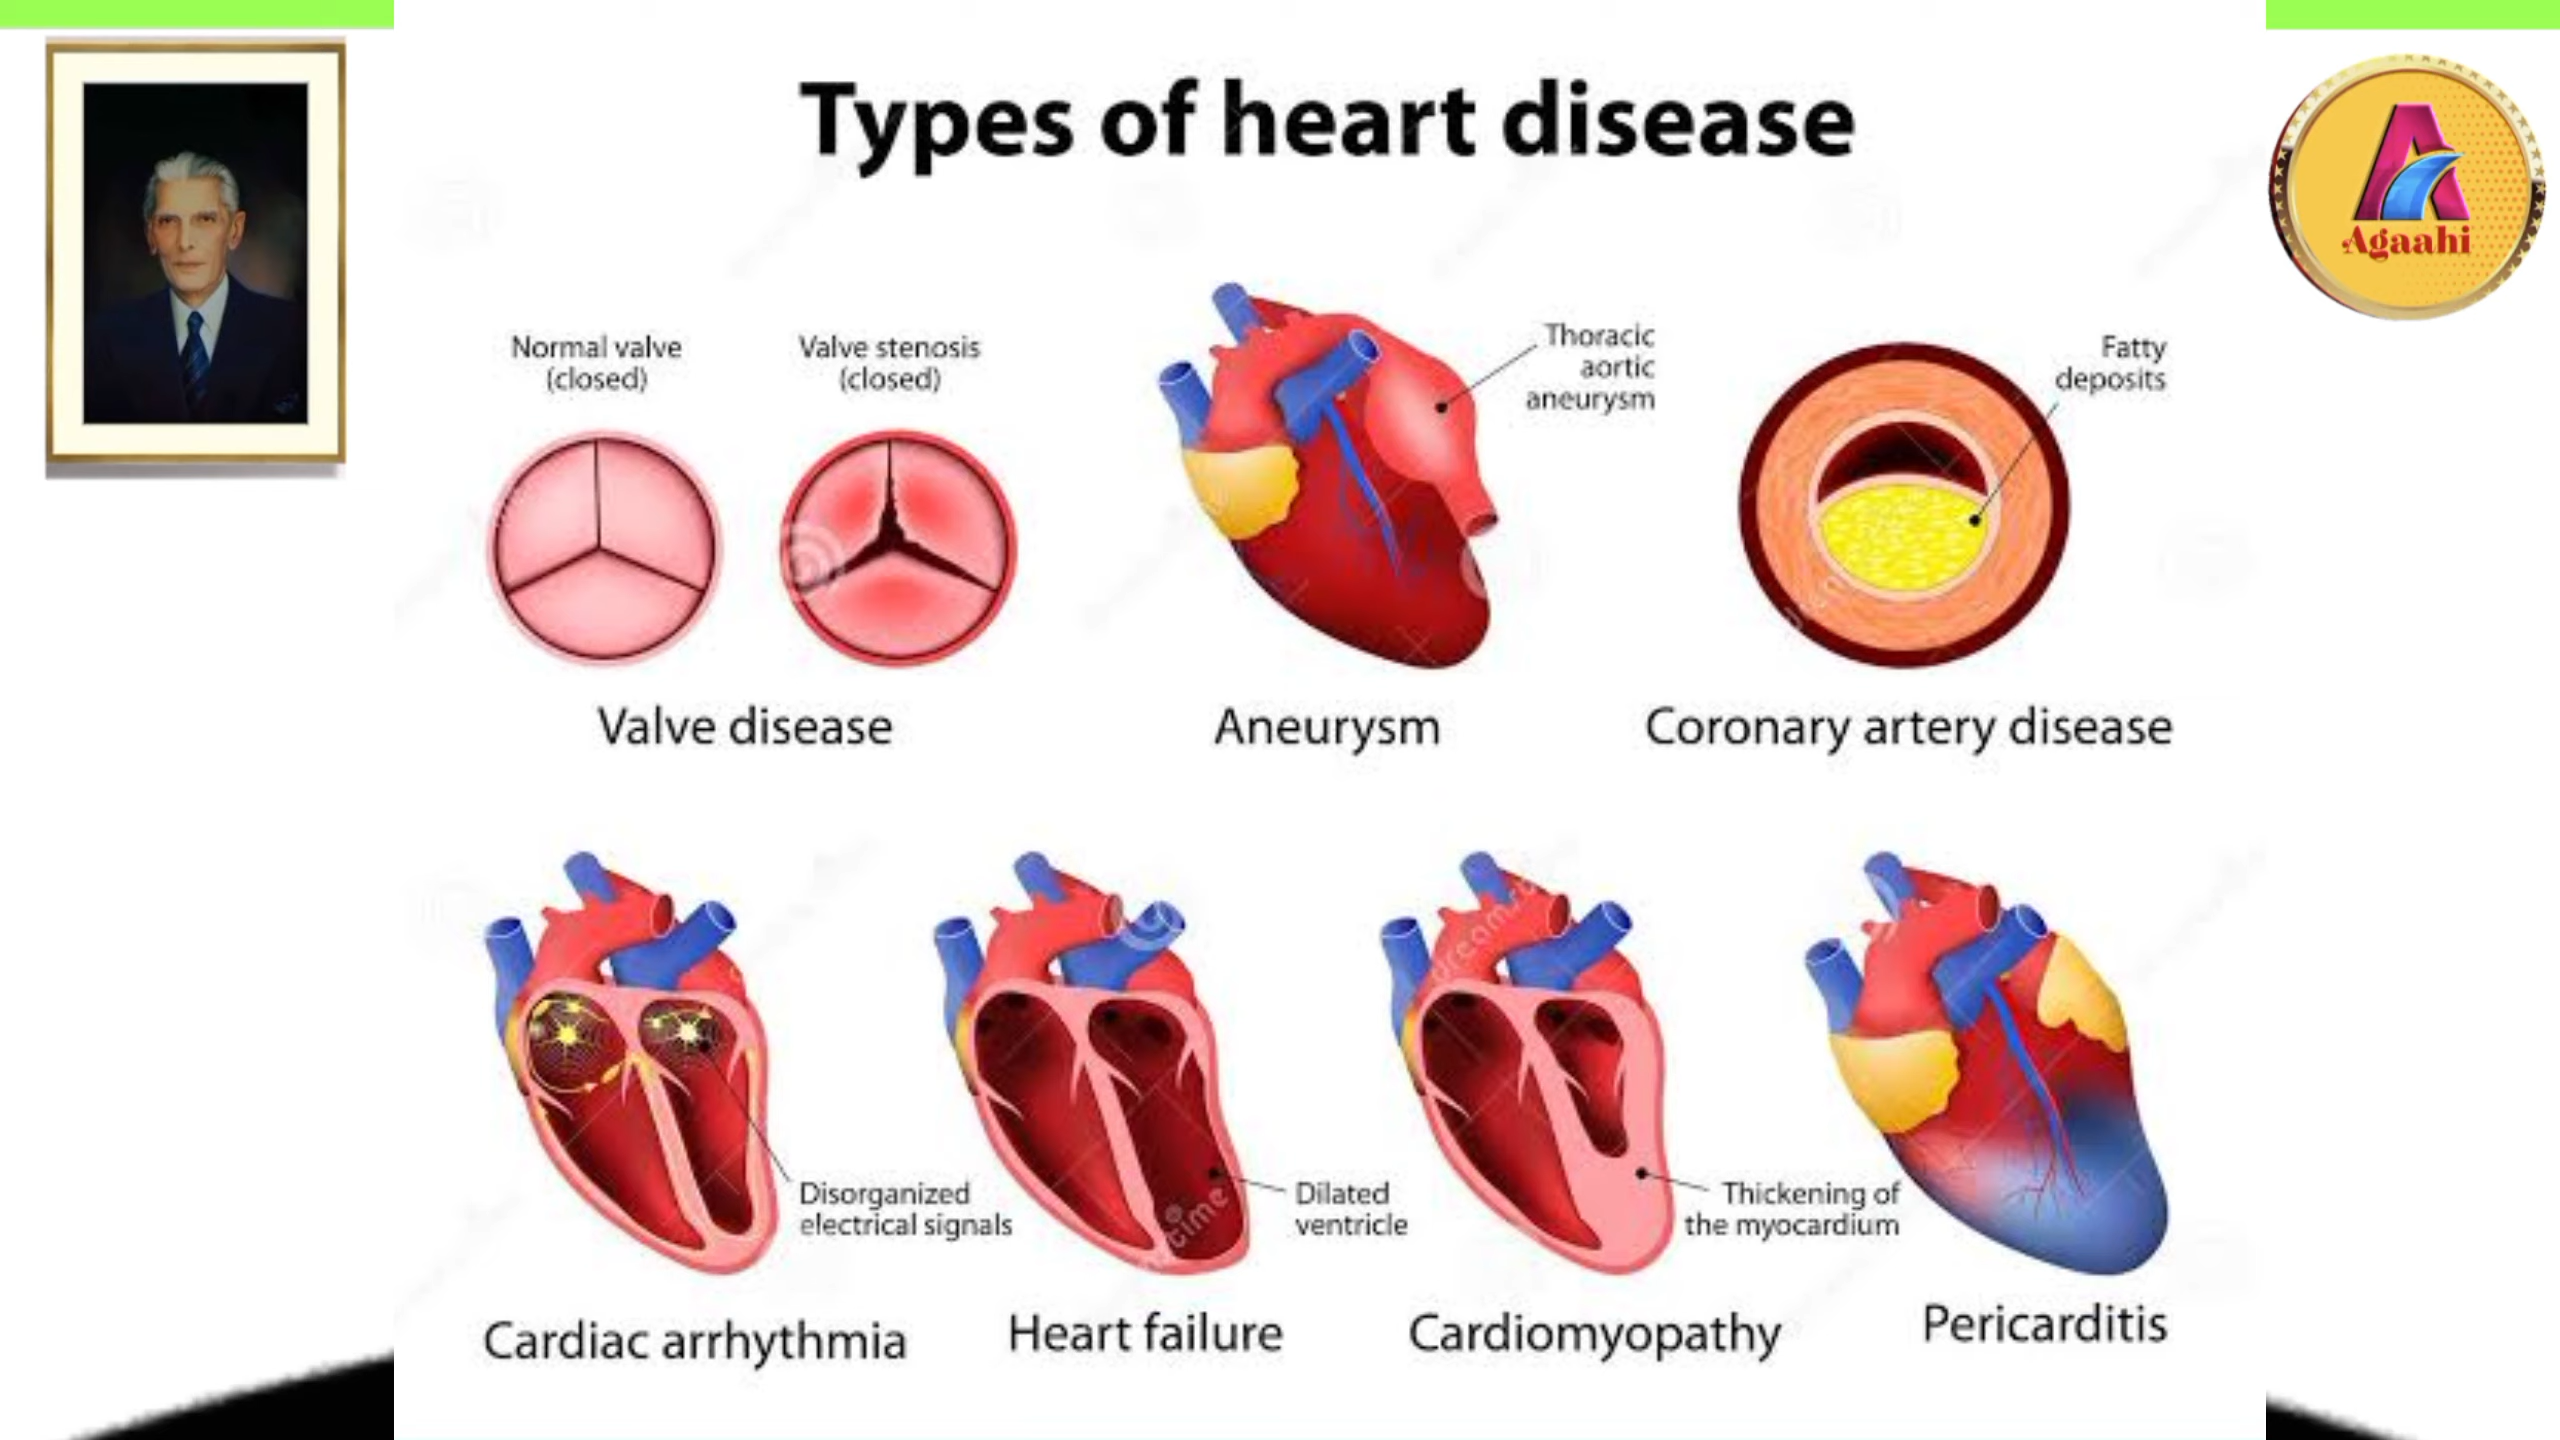 Types of heart disease
Agaahi
Normal valve
(closed)
Valve stenosis
(closed)
Thoracic
aortic
aneurysm
Fatty
deposits
Valve disease
Aneurysm
Coronary artery disease
Disorganized
electrical signals
Dilated
ventricle
Thickening of
the myocardium
Cardiac arrhythmia
Heart failure
Cardiomyopathy
Pericarditis